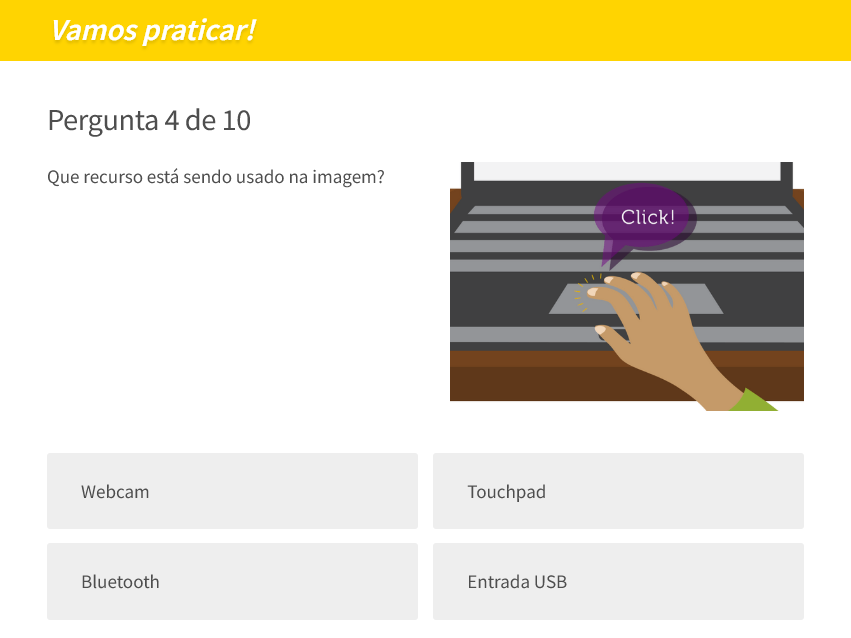 Vamos praticar!
Pergunta 4 de 10
Que recurso está sendo usado na imagem?
Click!
Webcam
Touchpad
Bluetooth
Entrada USB